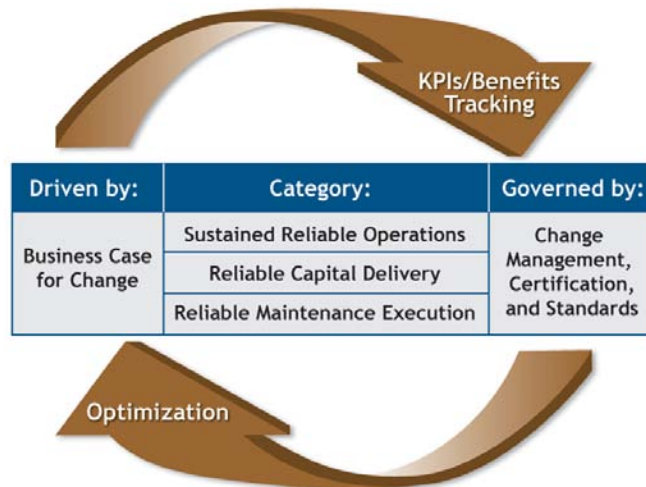 KPIs/Benefits
Tracking
Driven by:
Category:
Governed by:
Business Case
for Change
Sustained Reliable Operations
Reliable Capital Delivery
Reliable Maintenance Execution
Change
Management,
Certification,
and Standards
Optimization